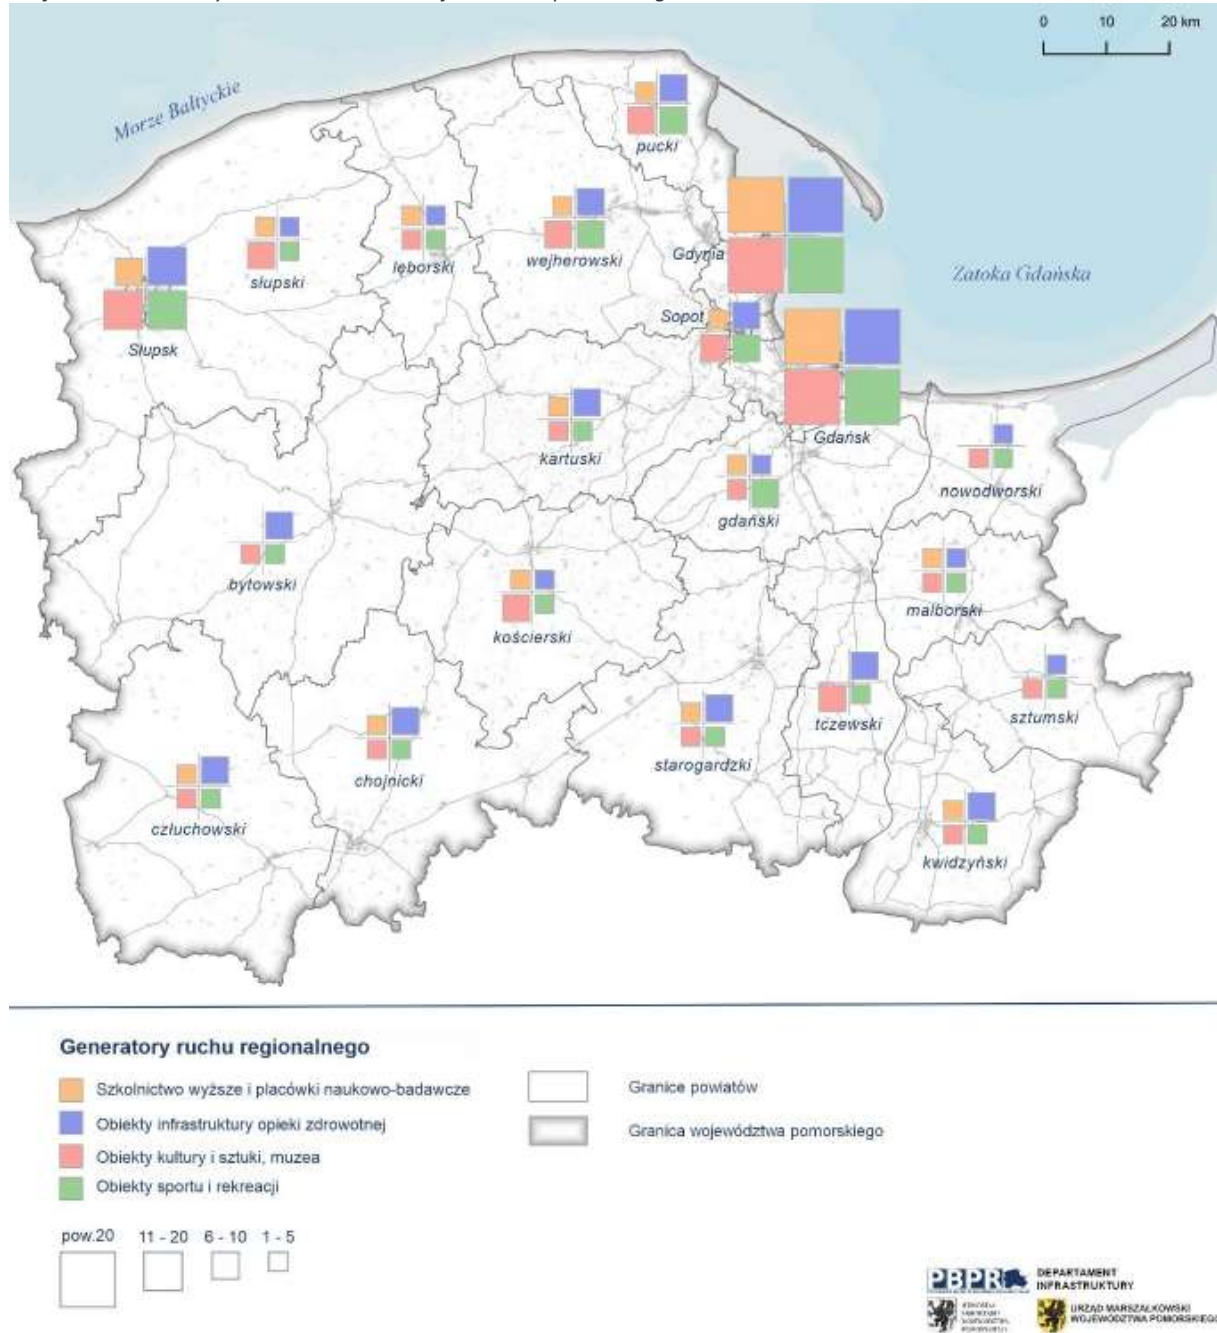 0 10 20 km
Morze Bałtyckie
pucki
Gdynia
Zatoka Gdańska
słupski
lęborski
wejherowski
Sopot
Słupsk
Gdańsk
kartuski
nowodworski
gdański
bytowski
malborski
kościerski
sztumski
tczewski
starogardzki
chojnicki
człuchowski
kwidzyński
Generatory ruchu regionalnego
Szkolnictwo wyższe i placówki naukowo-badawcze
Obiekty infrastruktury opieki zdrowotnej
Obiekty kultury i sztuki, muzea
Obiekty sportu i rekreacji
Granice powiatów
Granica województwa pomorskiego
pow.20 11 - 20 6 - 10 1 - 5
PBPR
DEPARTAMENT
INFRASTRUKTURY
URZĄD MARSZAŁKOWSKI
WOJEWÓDZTWA POMORSKIEGO